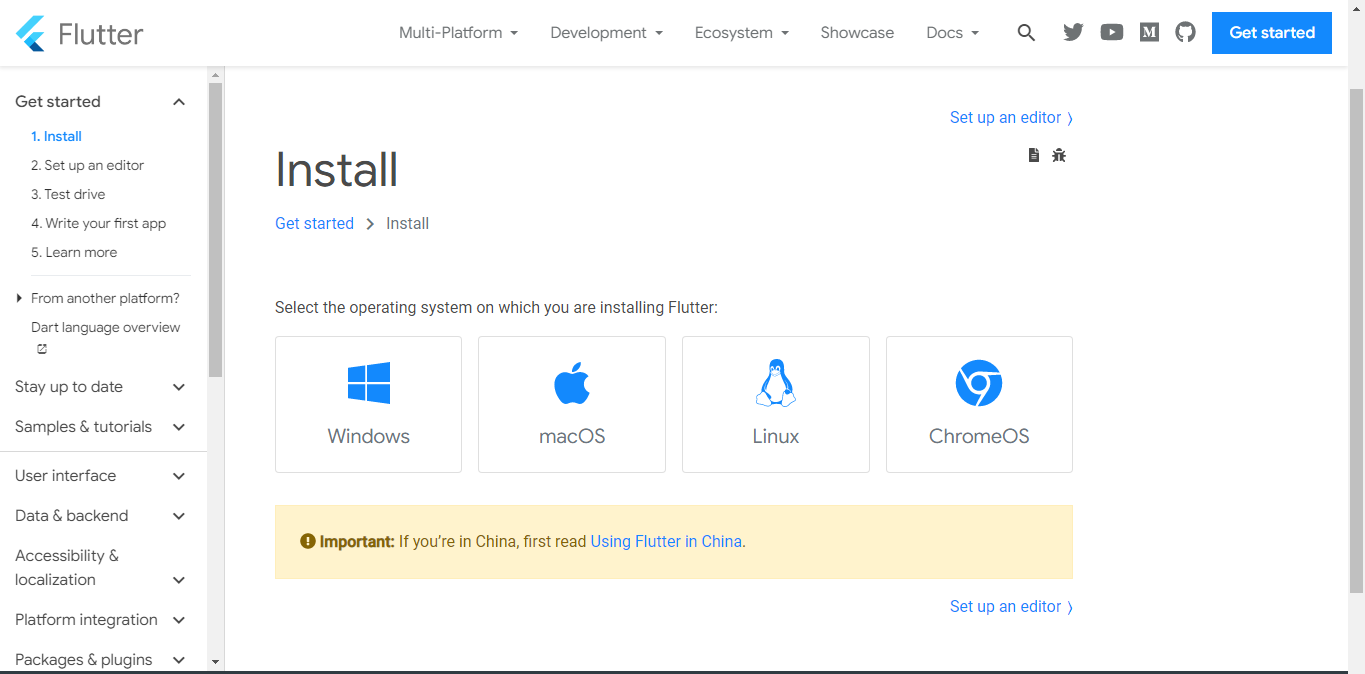 Flutter
Multi-Platform
Development
Ecosystem
Showcase
Docs
Get started
Get started
1. Install
2. Set up an editor
3. Test drive
4. Write your first app
5. Learn more
From another platform?
Dart language overview
Stay up to date
Samples & tutorials
User interface
Data & backend
Accessibility &
localization
Platform integration
Packages & plugins
Set up an editor ⟩
Install
Get started
Install
Select the operating system on which you are installing Flutter:
Windows
macOS
Linux
ChromeOS
Important: If you’re in China, first read Using Flutter in China.
Set up an editor ⟩